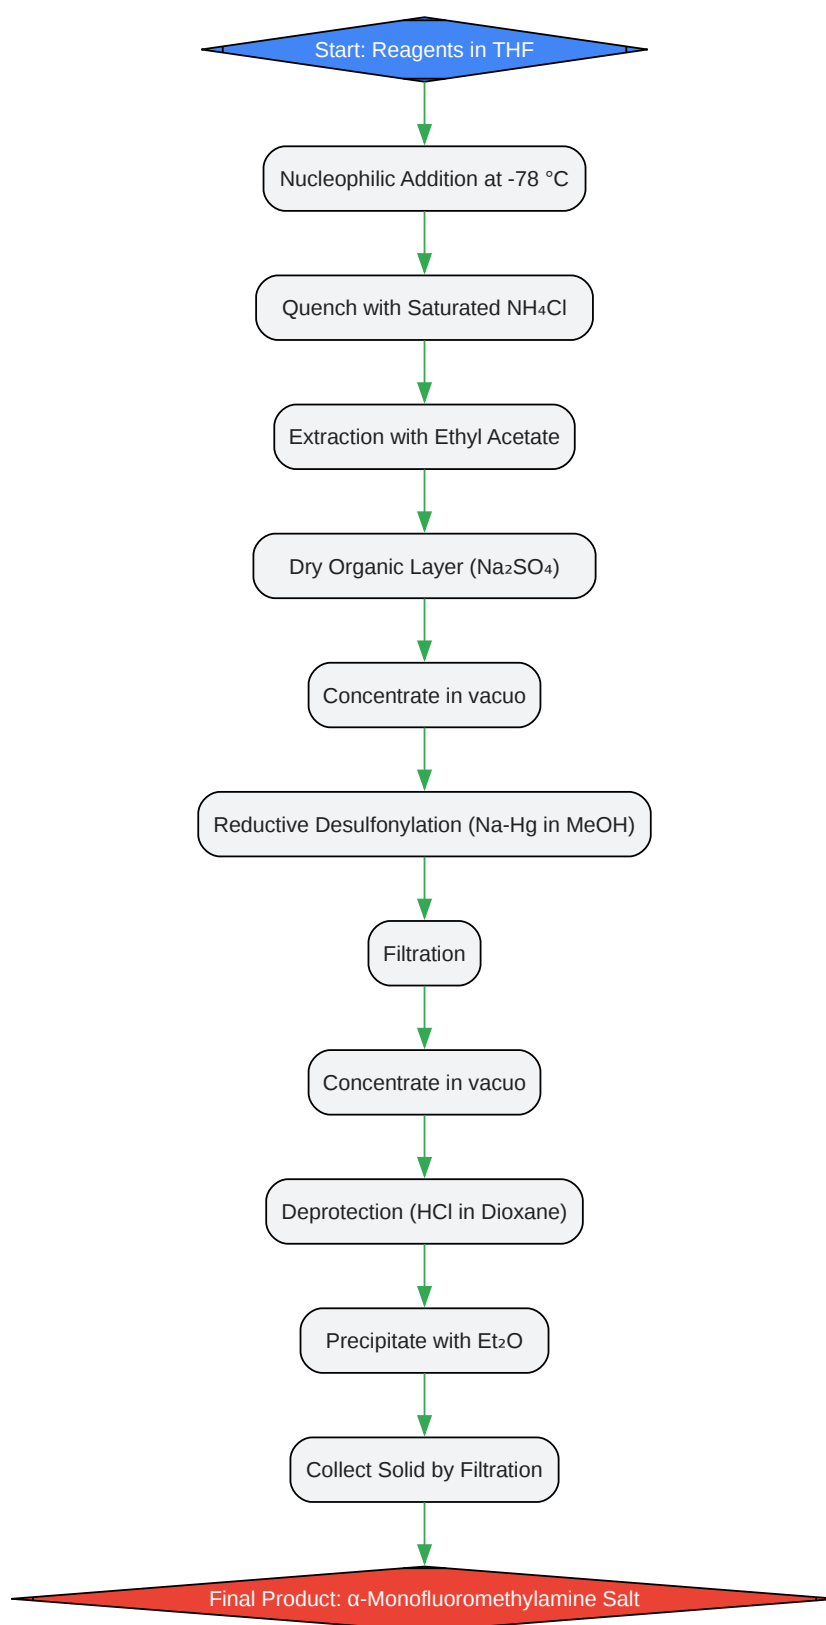 Start: Reagents in THF
Nucleophilic Addition at -78 °C
Quench with Saturated NH₄Cl
Extraction with Ethyl Acetate
Dry Organic Layer (Na₂SO₄)
Concentrate in vacuo
Reductive Desulfonylation (Na-Hg in MeOH)
Filtration
Concentrate in vacuo
Deprotection (HCl in Dioxane)
Precipitate with Et₂O
Collect Solid by Filtration
Final Product: α-Monofluoromethylamine Salt